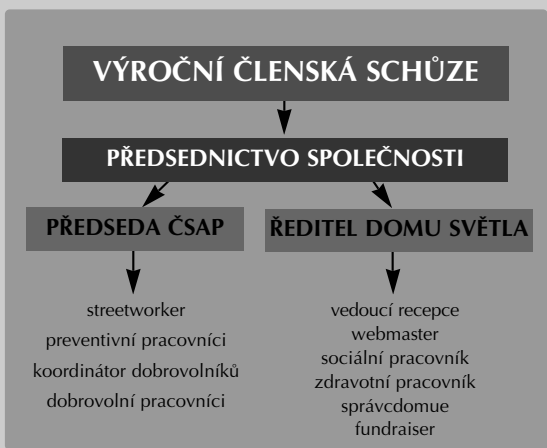 VÝROČNÍ ČLENSKÁ SCHŮZE
PŘEDSEDNICTVO SPOLEČNOSTI
PŘEDSEDA ČSAP
streetworker
preventivní pracovníci
koordinátor dobrovolníků
dobrovolní pracovníci
ŘEDITEL DOMU SVĚTLA
vedoucí recepce
webmaster
sociální pracovník
zdravotní pracovník
správcdomue
fundraiser